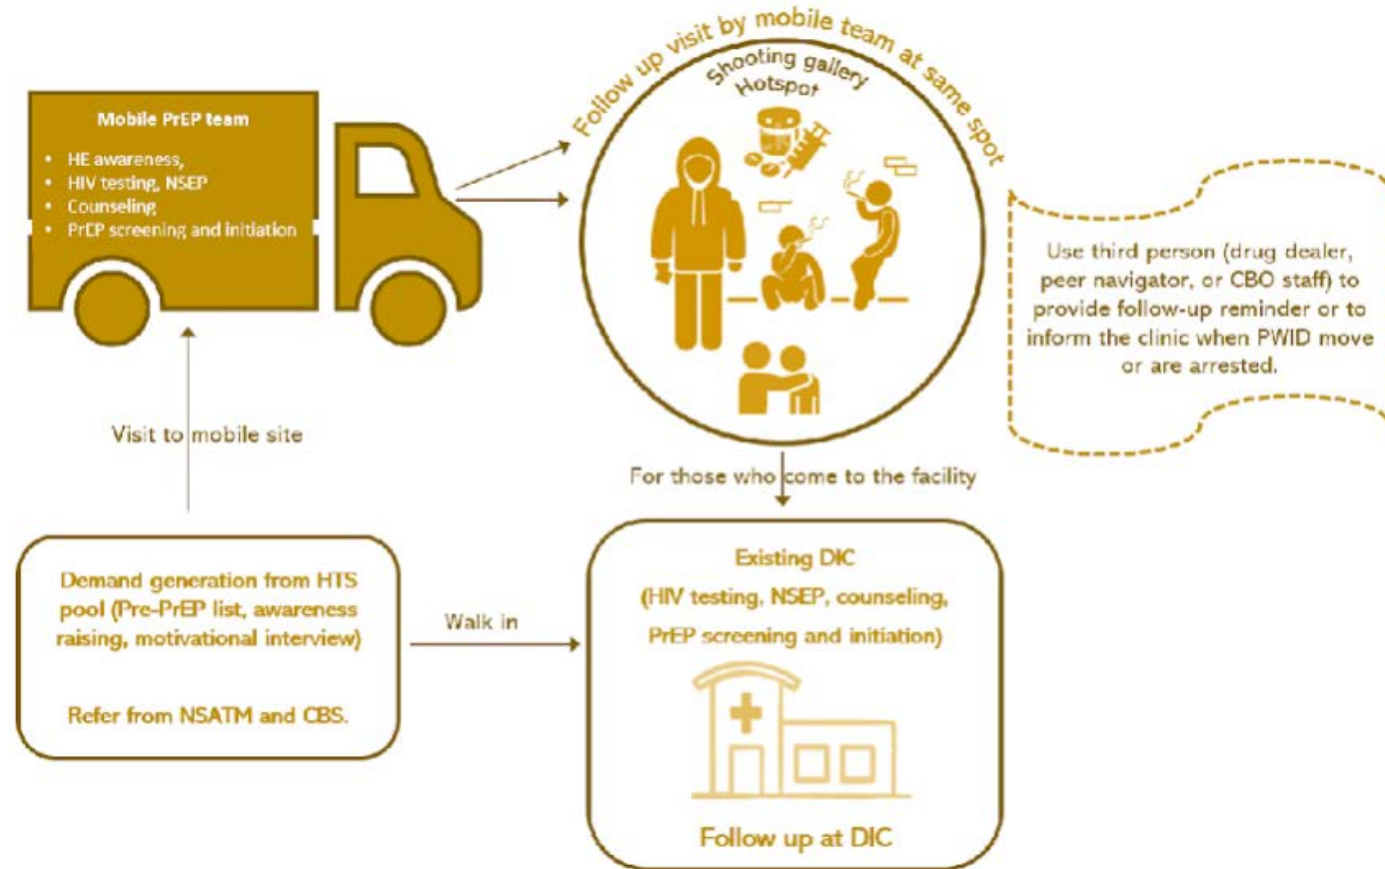 Mobile PrEP team
• HE awareness,
• HIV testing, NSEP
• Counseling
• PrEP screening and initiation
Follow up visit by mobile team at same spot
Shooting gallery
Hotspot
Use third person (drug dealer,
peer navigator, or CBO staff) to
provide follow-up reminder or to
inform the clinic when PWID move
or are arrested.
Visit to mobile site
For those who come to the facility
Demand generation from HTS
pool (Pre-PrEP list, awareness
raising, motivational interview)
Refer from NSATM and CBS.
Walk in
Existing DIC
(HIV testing, NSEP, counseling,
PrEP screening and initiation)
Follow up at DIC